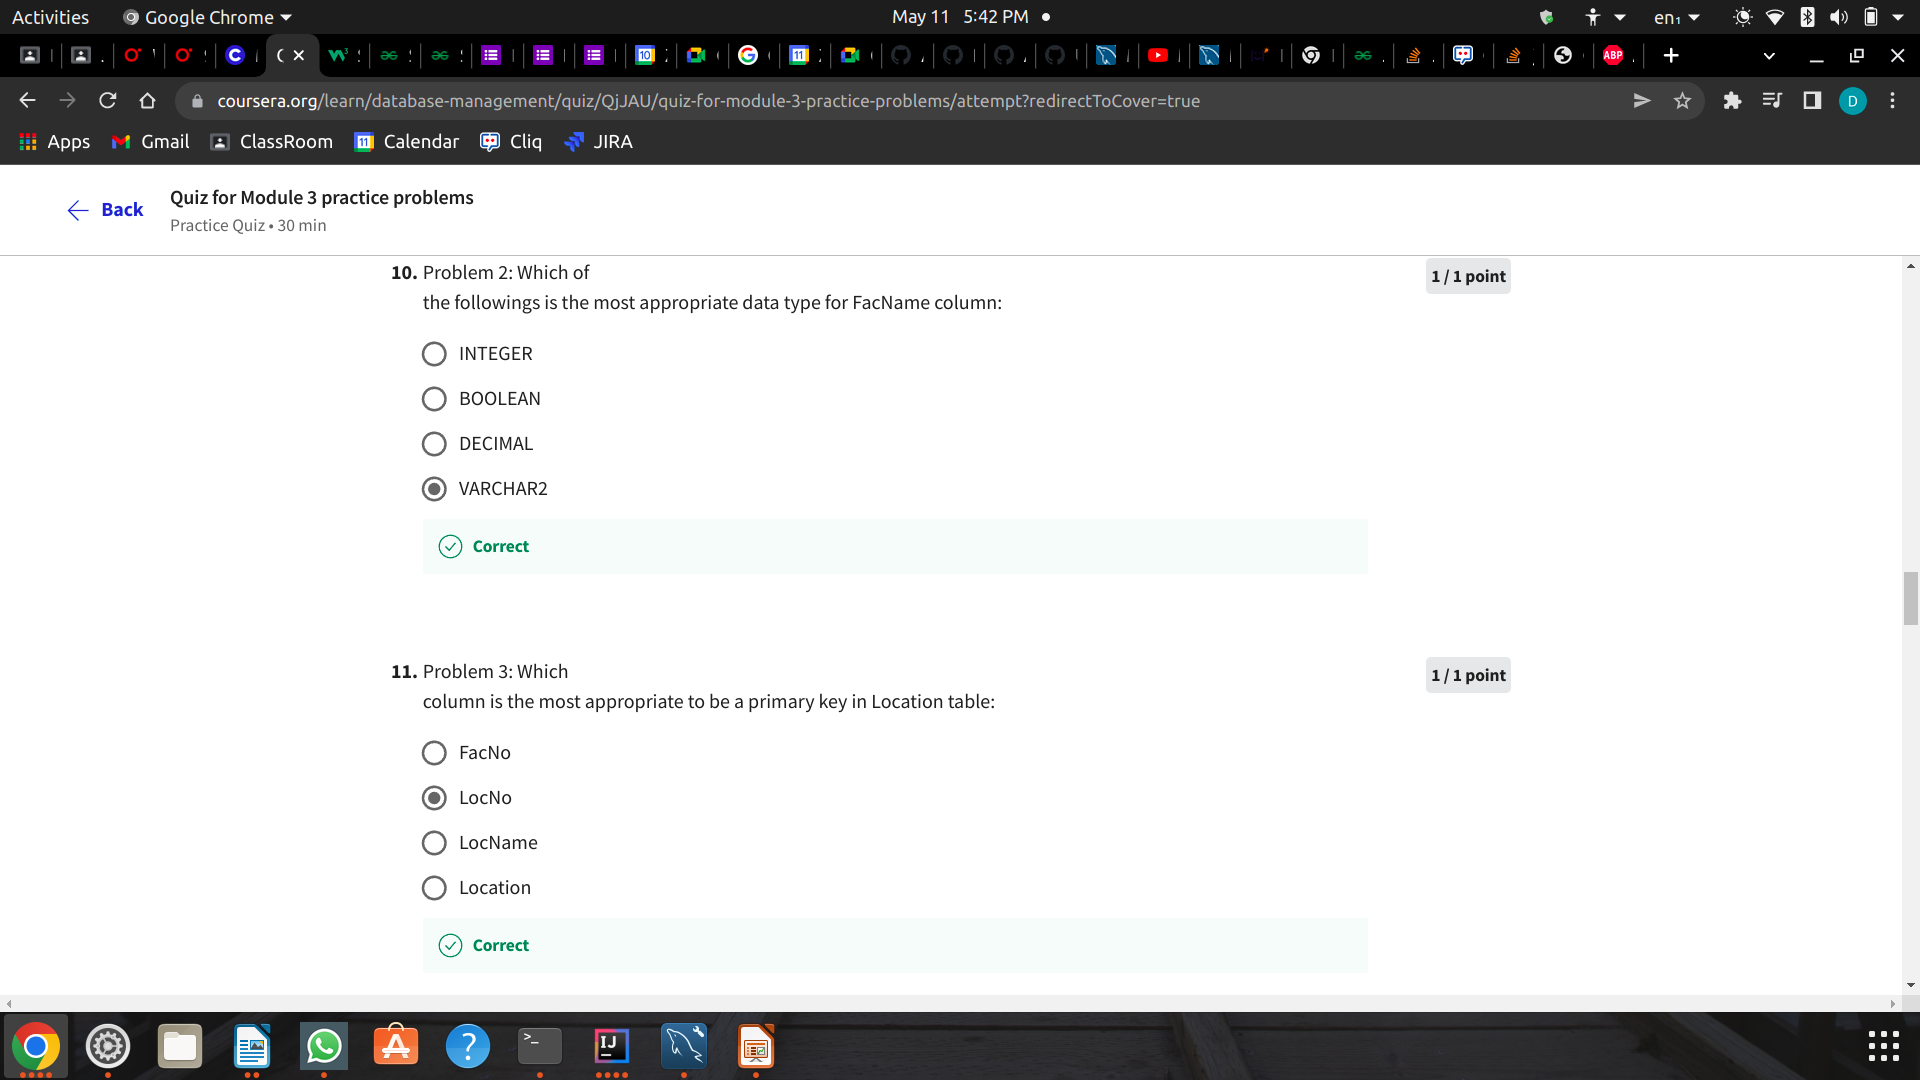 Activities Google Chrome May 11 5:42 PM en₁
coursera.org/learn/database-management/quiz/QjJAU/quiz-for-module-3-practice-problems/attempt?redirectToCover=true D
Apps Gmail ClassRoom Calendar Cliq JIRA
Back
Quiz for Module 3 practice problems
Practice Quiz • 30 min
10. Problem 2: Which of
the followings is the most appropriate data type for FacName column:
1 / 1 point
INTEGER
BOOLEAN
DECIMAL
VARCHAR2
Correct
11. Problem 3: Which
column is the most appropriate to be a primary key in Location table:
1 / 1 point
FacNo
LocNo
LocName
Location
Correct